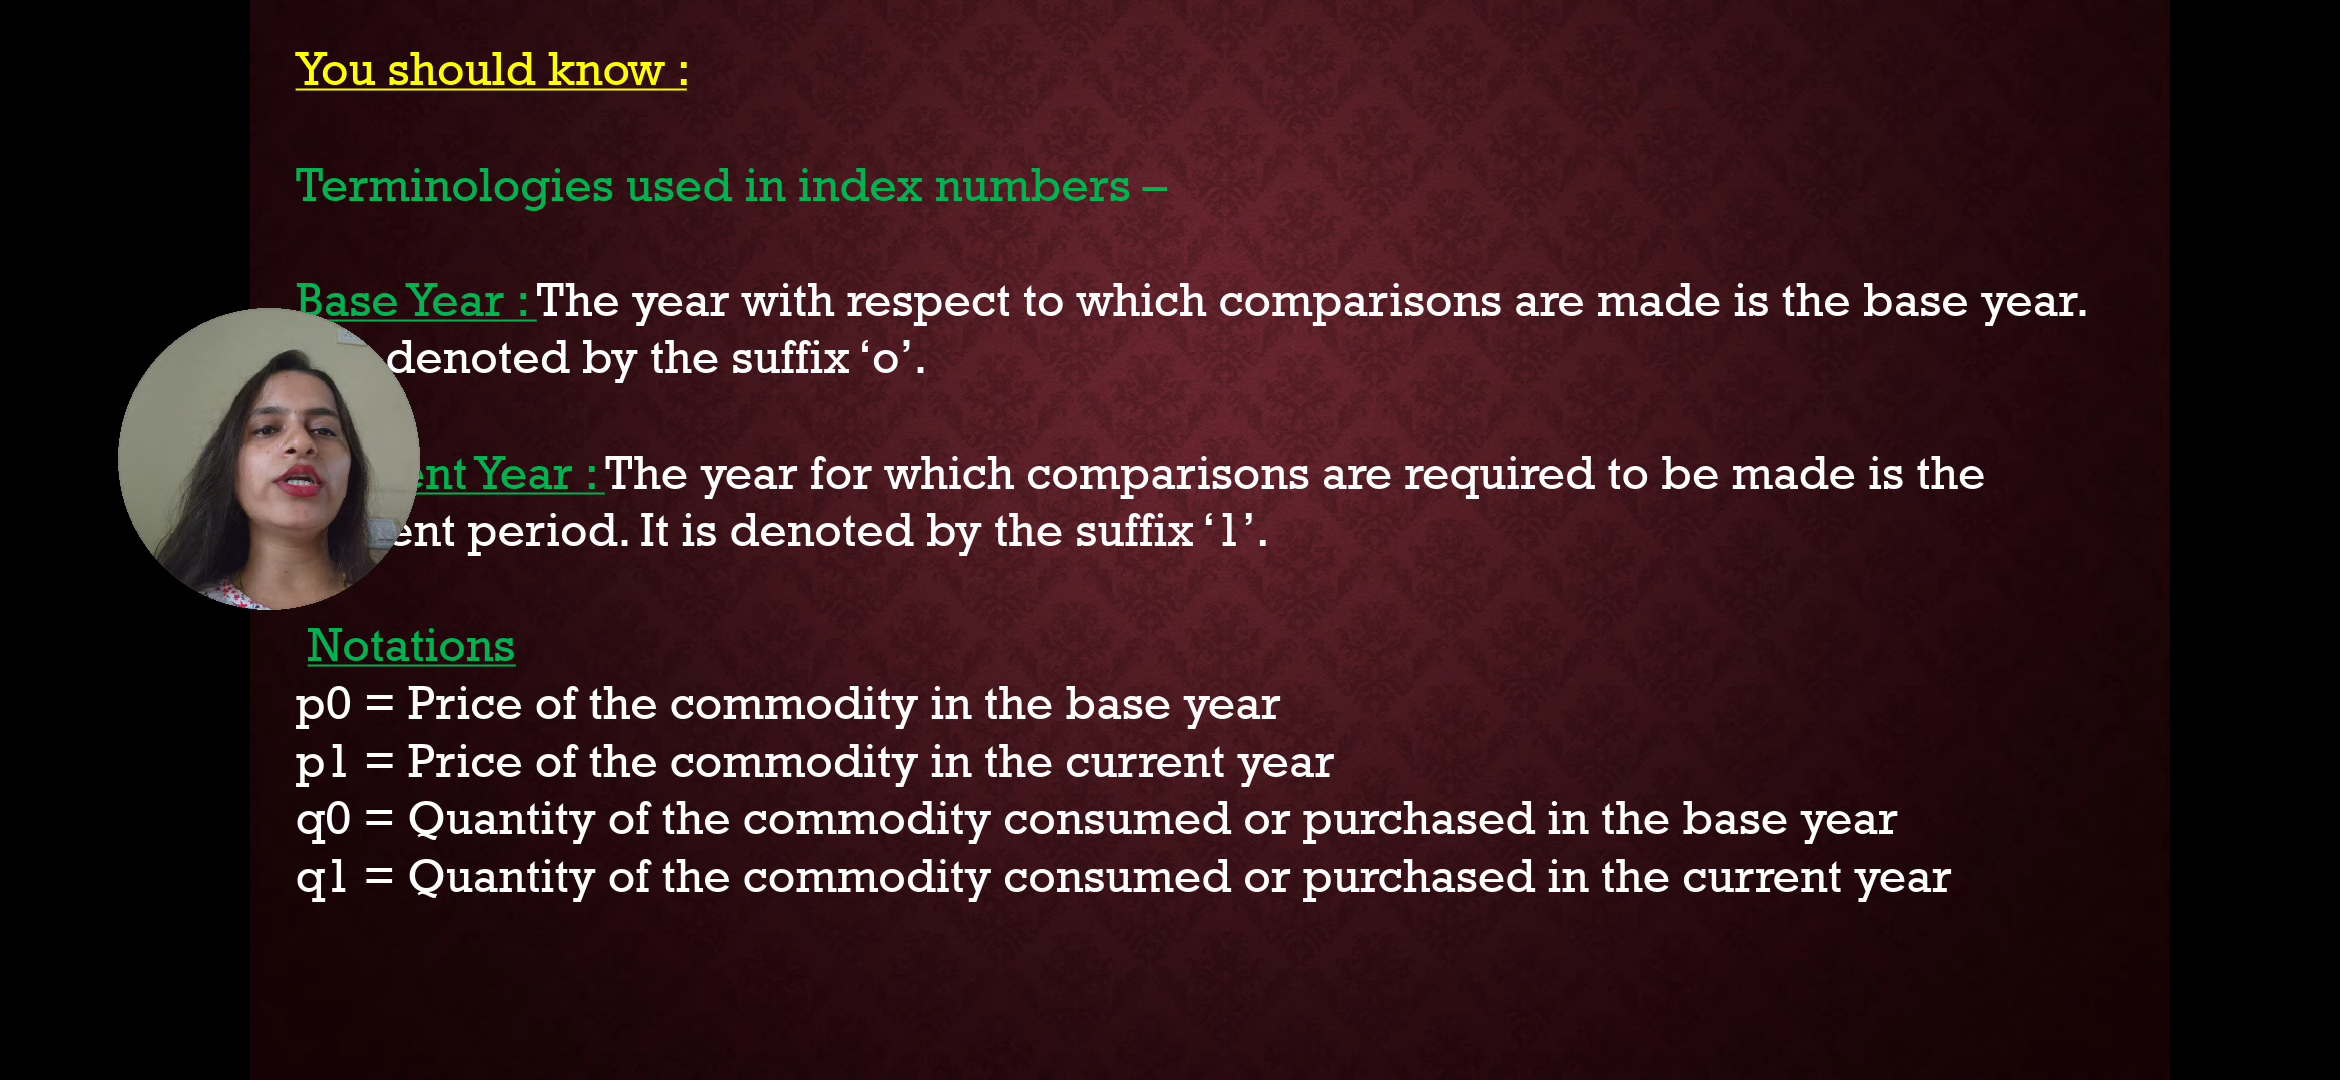 You should know :
Terminologies used in index numbers –
Base Year : The year with respect to which comparisons are made is the base year.
denoted by the suffix ‘o’.
Year : The year for which comparisons are required to be made is the
period. It is denoted by the suffix ‘1’.
Notations
p0 = Price of the commodity in the base year
p1 = Price of the commodity in the current year
q0 = Quantity of the commodity consumed or purchased in the base year
q1 = Quantity of the commodity consumed or purchased in the current year